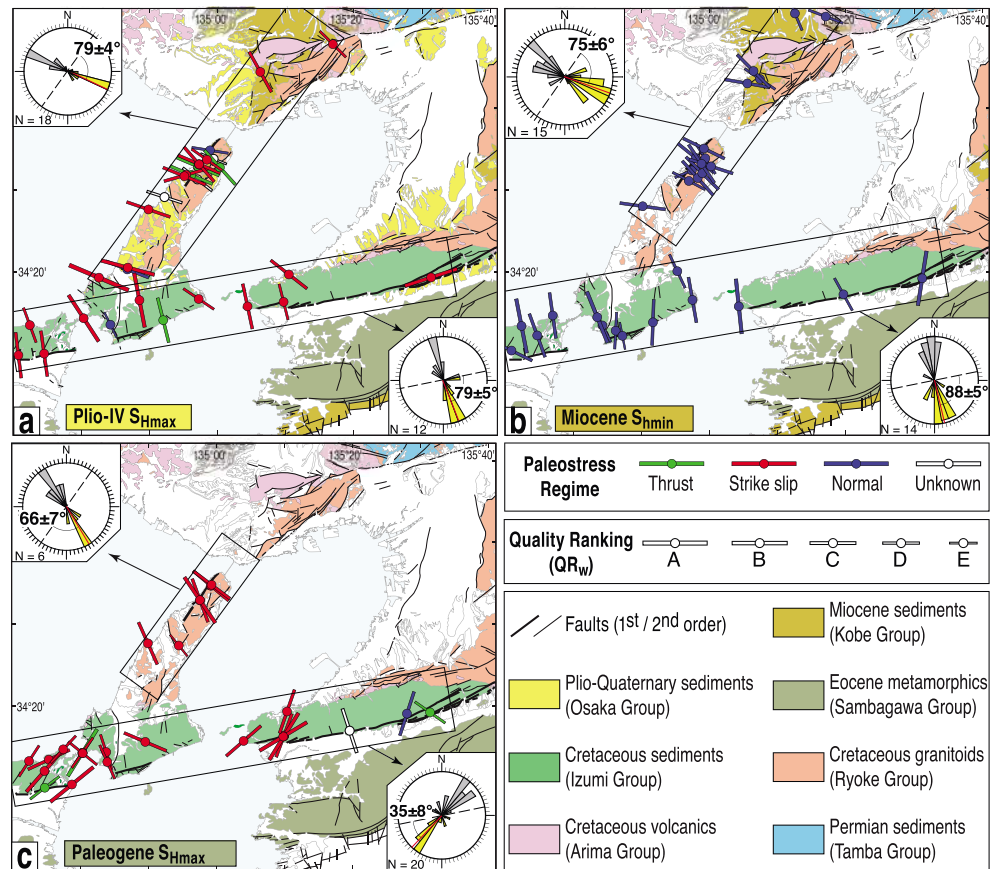 135°00'
135°20'
135°40'
N
79±4°
N = 18
34°20'
N
79±5°
N = 12
a
Plio-IV SHmax
135°00'
°20'
135°40'
N
75±6°
N = 15
34°20'
N
88±5°
N = 14
b
Miocene Shmin
135°00'
135°20'
135°40'
N
66±7°
N = 6
34°20'
N
35±8°
N = 20
c
Paleogene SHmax
Paleostress
Regime
Thrust
Strike slip
Normal
Unknown
Quality Ranking
(QRw)
A
B
C
D
E
Faults (1st / 2nd order)
Plio-Quaternary sediments
(Osaka Group)
Cretaceous sediments
(Izumi Group)
Cretaceous volcanics
(Arima Group)
Miocene sediments
(Kobe Group)
Eocene metamorphics
(Sambagawa Group)
Cretaceous granitoids
(Ryoke Group)
Permian sediments
(Tamba Group)